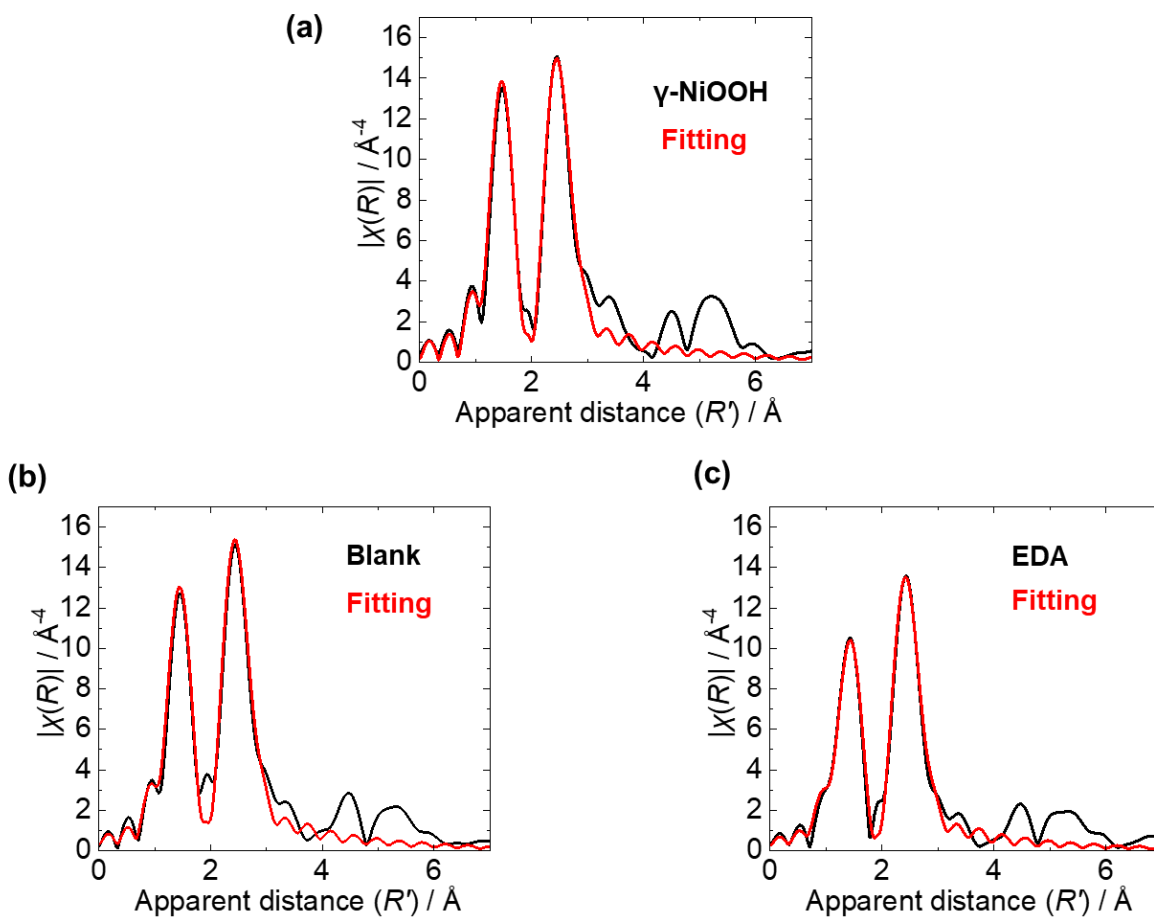 (a)
16
14
12
10
8
6
4
2
0
|χ(R)| / Å-4
γ-NiOOH
Fitting
0 2 4 6
Apparent distance (R') / Å
(b)
16
14
12
10
8
6
4
2
0
|χ(R)| / Å-4
Blank
Fitting
0 2 4 6
Apparent distance (R') / Å
(c)
16
14
12
10
8
6
4
2
0
|χ(R)| / Å-4
EDA
Fitting
0 2 4 6
Apparent distance (R') / Å